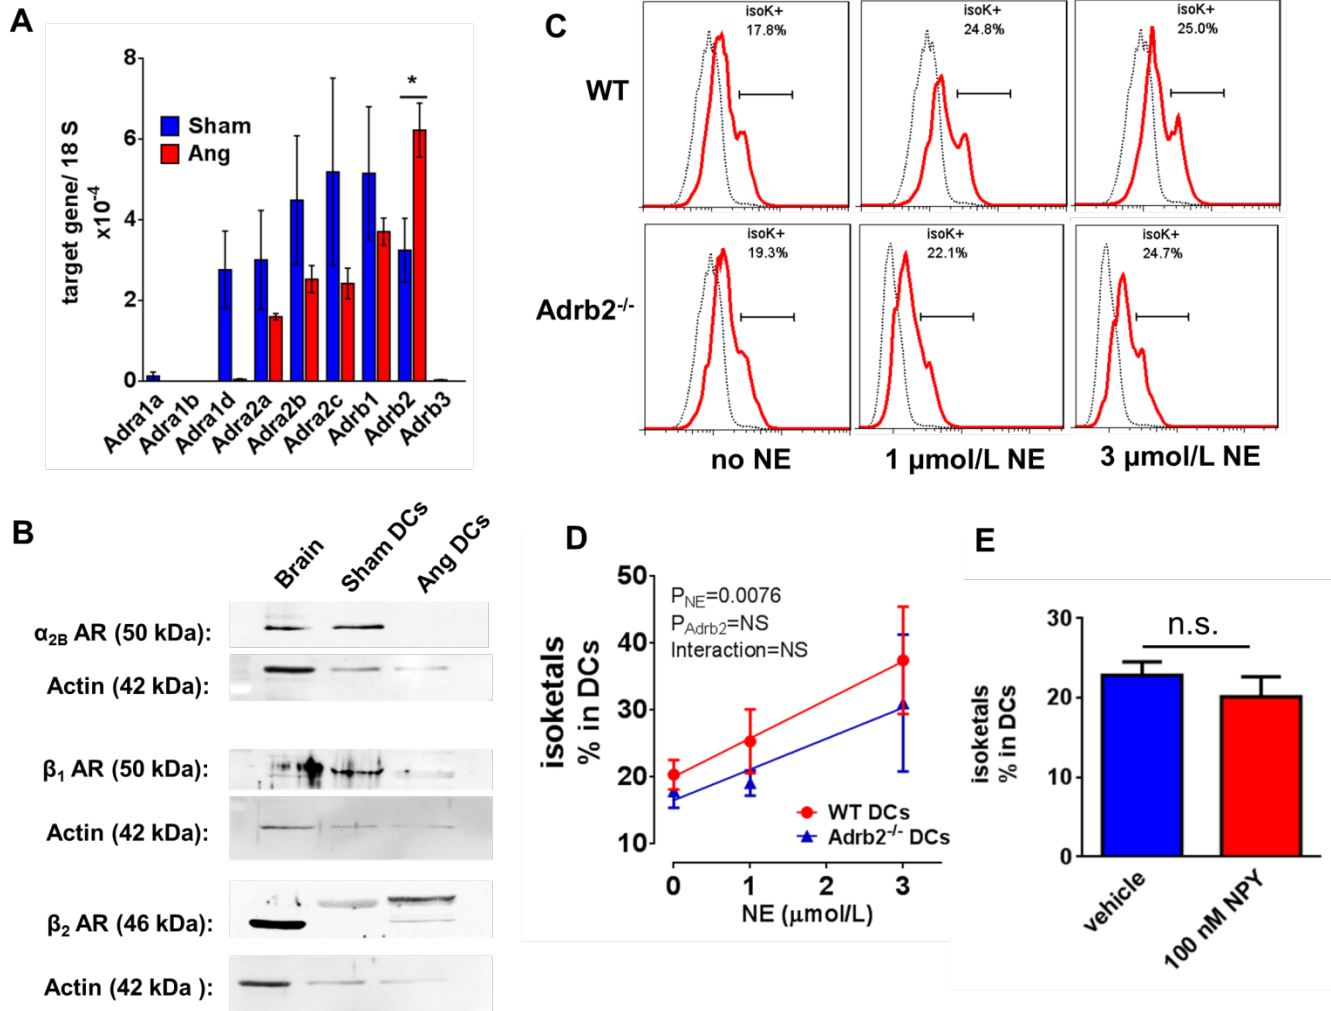 A
8
6
4
2
0
target gene/ 18 S
x10-4
Sham
Ang
*
Adra1a
Adra1b
Adra1d
Adra2a
Adra2b
Adra2c
Adrb1
Adrb2
Adrb3
C
WT
isoK+
17.8%
isoK+
24.8%
isoK+
25.0%
Adrb2-/-
isoK+
19.3%
isoK+
22.1%
isoK+
24.7%
no NE
1 µmol/L NE
3 µmol/L NE
B
Brain
Sham DCs
Ang DCs
α2B AR (50 kDa):
Actin (42 kDa):
β1 AR (50 kDa):
Actin (42 kDa):
β2 AR (46 kDa):
Actin (42 kDa ):
D
50
40
30
20
10
isoketals
% in DCs
PNE=0.0076
PAdrb2=NS
Interaction=NS
WT DCs
Adrb2-/- DCs
0
1
2
3
NE (µmol/L)
E
30
20
10
0
isoketals
% in DCs
n.s.
vehicle
100 nM NPY